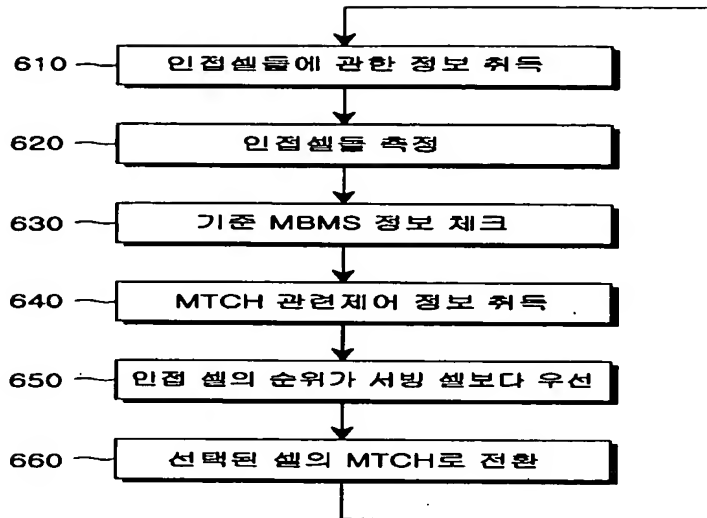 610 인접셀들에 관한 정보 취득
620 인접셀들 측정
630 기준 MBMS 정보 체크
640 MTCH 관련제어 정보 취득
650 인접 셀의 순위가 서빙 셀보다 우선
660 선택된 셀의 MTCH로 전환